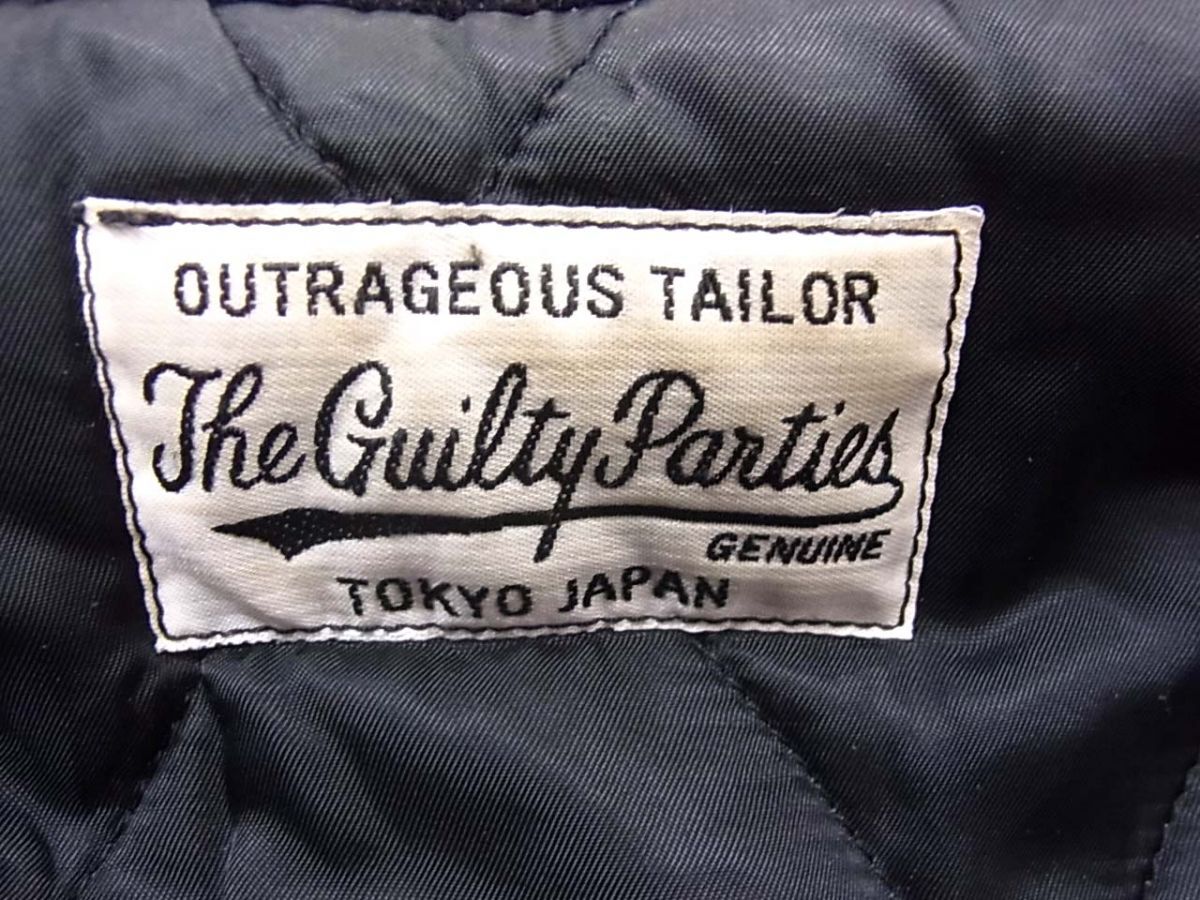 OUTRAGEOUS TAILOR
The Guilty Parties
GENUINE
TOKYO JAPAN